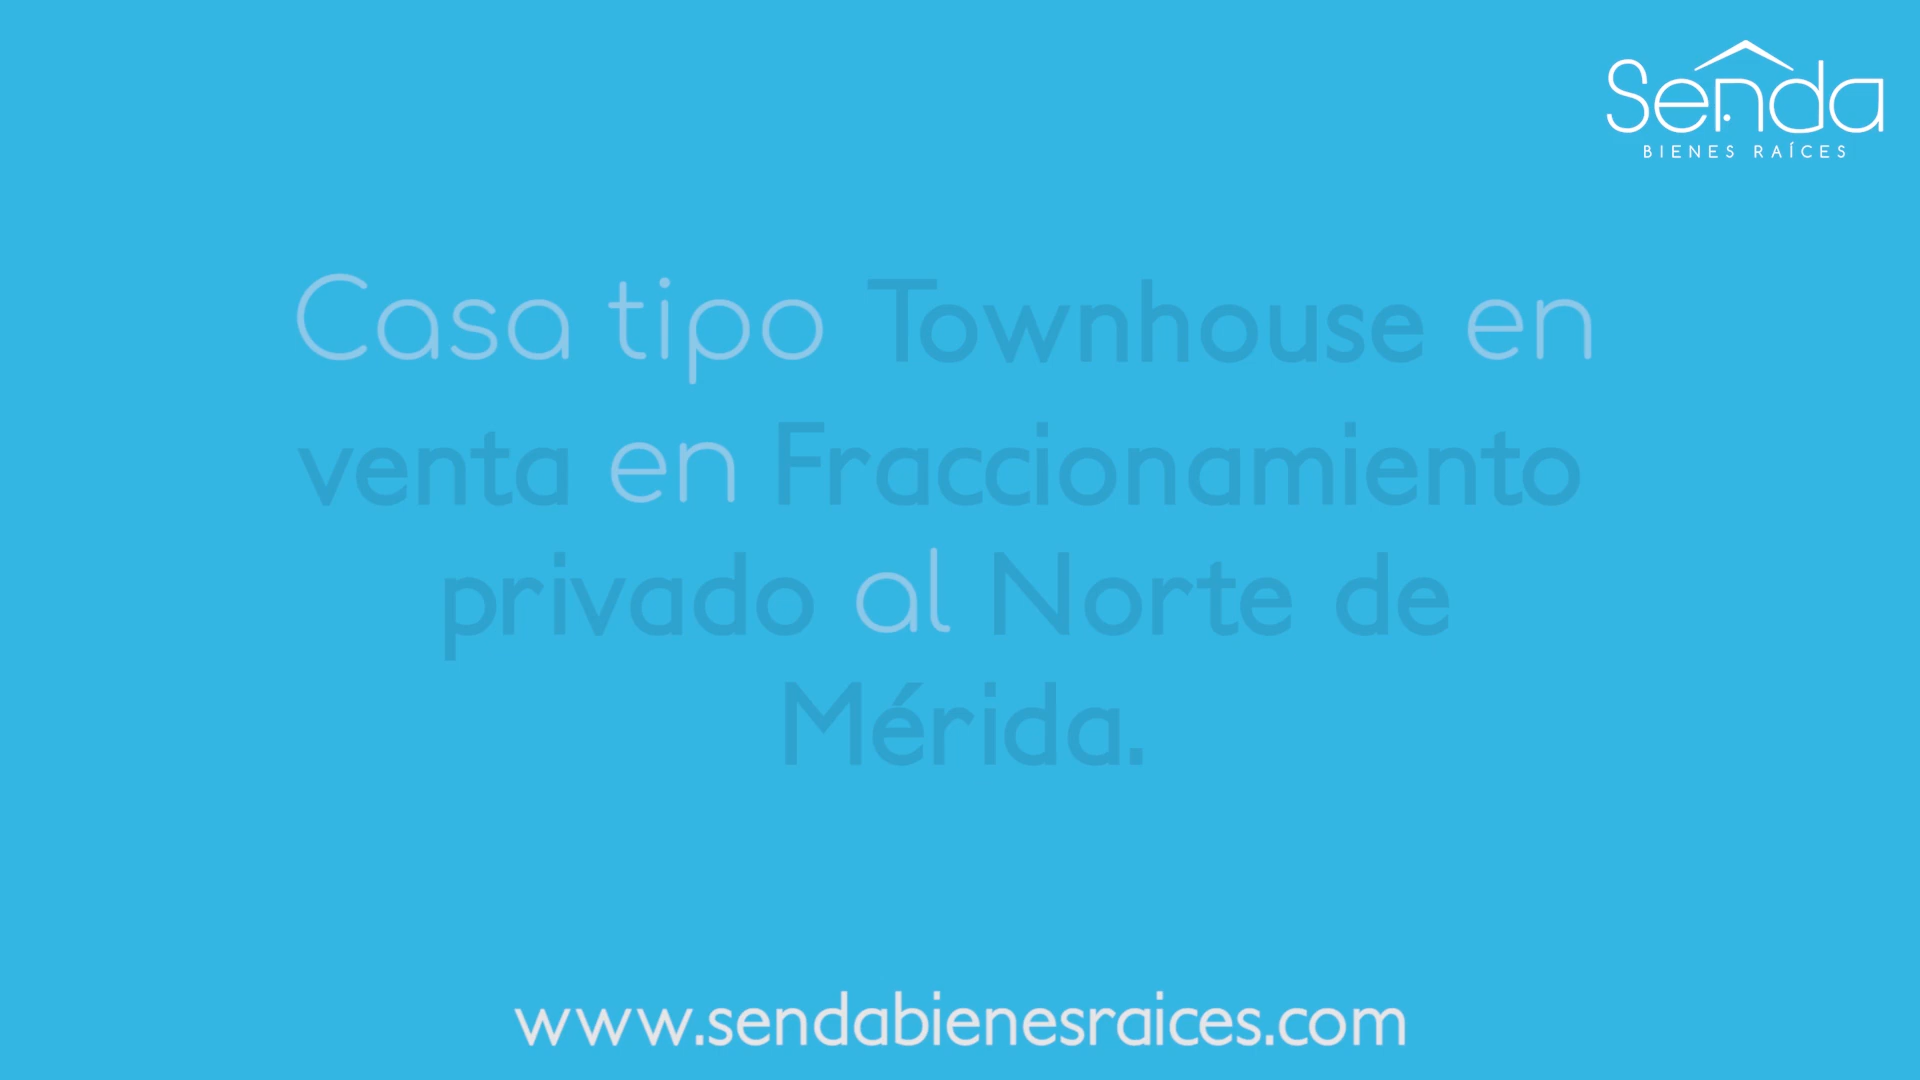 Senda
BIENES RAÍCES
Casa tipo Townhouse en
venta en Fraccionamiento
privado al Norte de
Mérida.
www.sendabienesraices.com